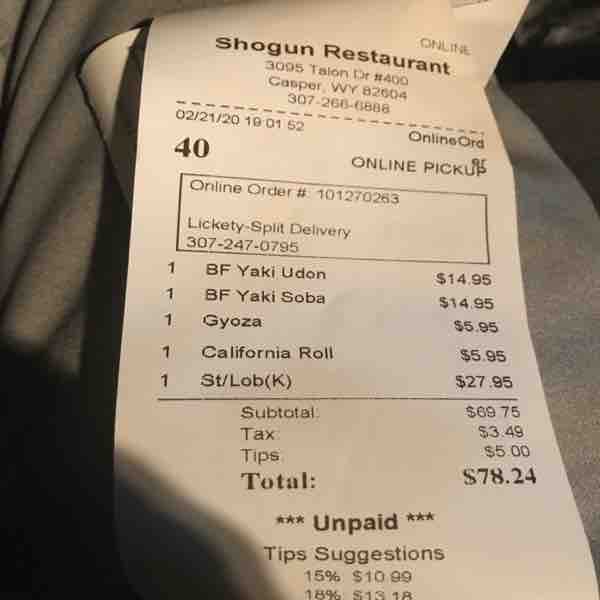 ONLINE
Shogun Restaurant
3095 Talon Dr #400
Casper, WY 82604
307-266-6888
02/21/20 19:01:52
OnlineOrd
er
40
ONLINE PICKUP
Online Order #: 101270263
Lickety-Split Delivery
307-247-0795
1 BF Yaki Udon $14.95
1 BF Yaki Soba $14.95
1 Gyoza $5.95
1 California Roll $5.95
1 St/Lob(K) $27.95
Subtotal: $69.75
Tax: $3.49
Tips: $5.00
Total: $78.24
*** Unpaid ***
Tips Suggestions
15% $10.99
18% $13.18